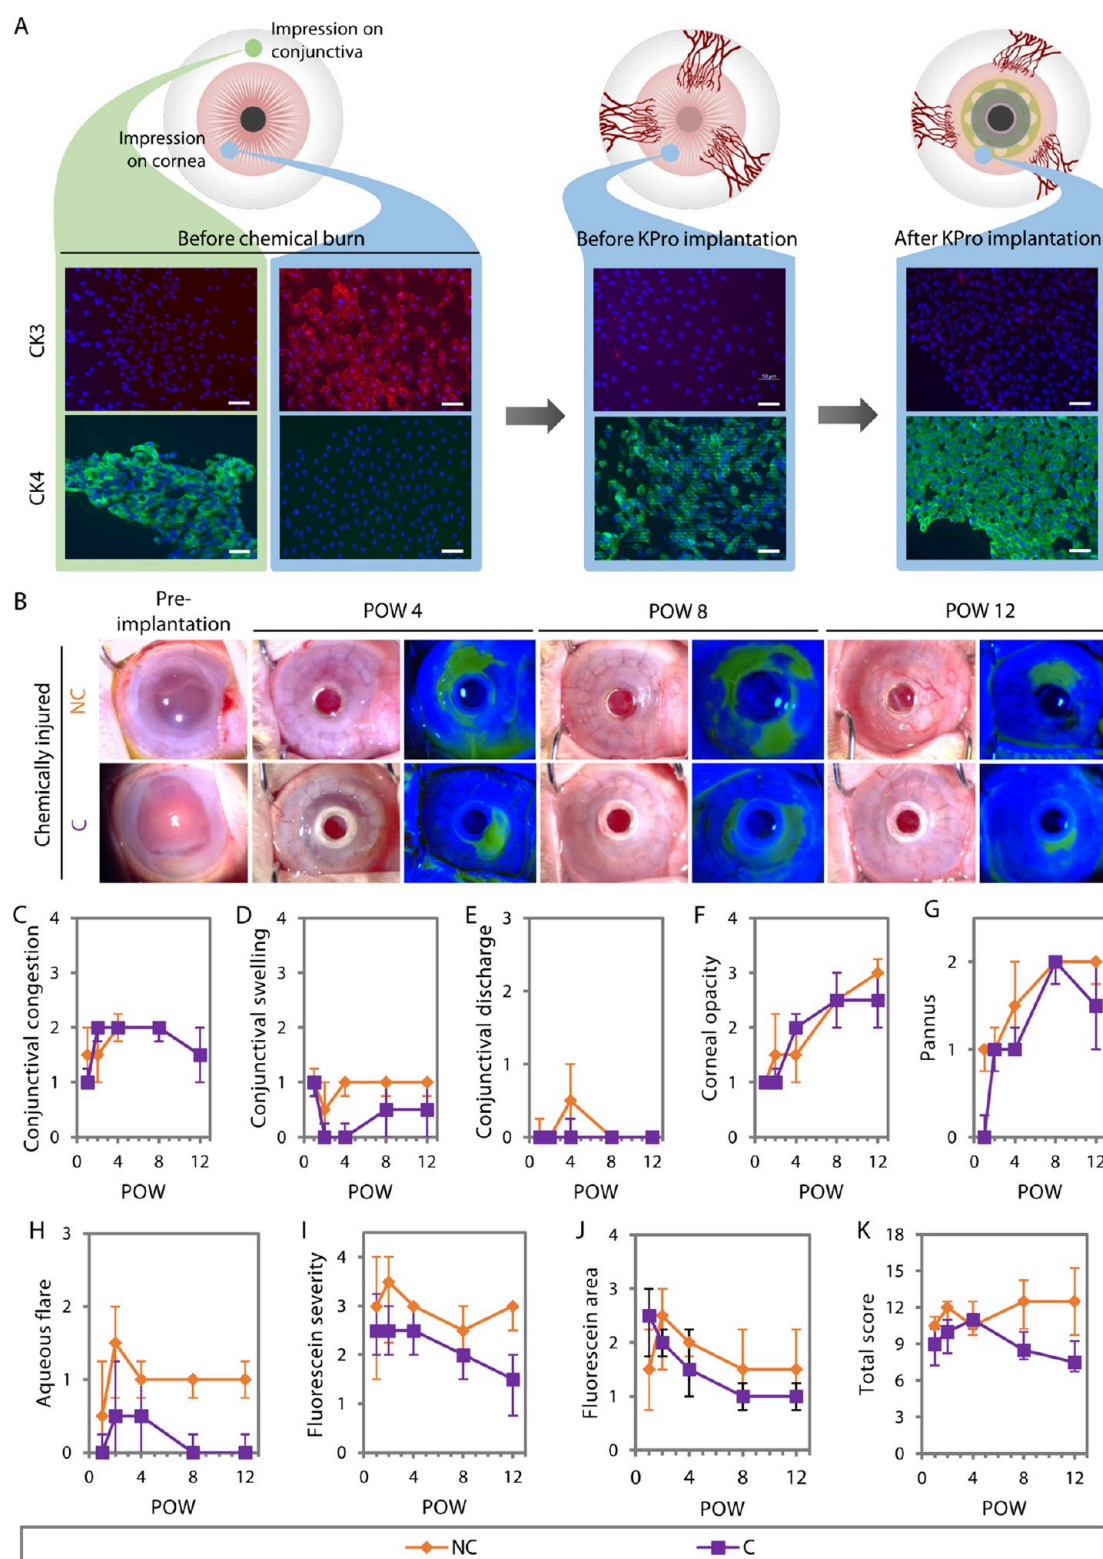 A
Impression on
conjunctiva
Impression
on cornea
Before chemical burn
Before KPro implantation
After KPro implantation
CK3
50 μm
CK4
B
Pre-
implantation
POW 4
POW 8
POW 12
Chemically injured
NC
C
C
Conjunctival congestion
4
3
2
1
0
0 4 8 12
POW
D
Conjunctival swelling
4
3
2
1
0
0 4 8 12
POW
E
Conjunctival discharge
3
2
1
0
0 4 8 12
POW
F
Corneal opacity
4
3
2
1
0
0 4 8 12
POW
G
Pannus
2
1
0
0 4 8 12
POW
H
Aqueous flare
3
2
1
0
0 4 8 12
POW
I
Fluorescein severity
4
3
2
1
0
0 4 8 12
POW
J
Fluorescein area
4
3
2
1
0
0 4 8 12
POW
K
Total score
18
15
12
9
6
3
0
0 4 8 12
POW
NC
C